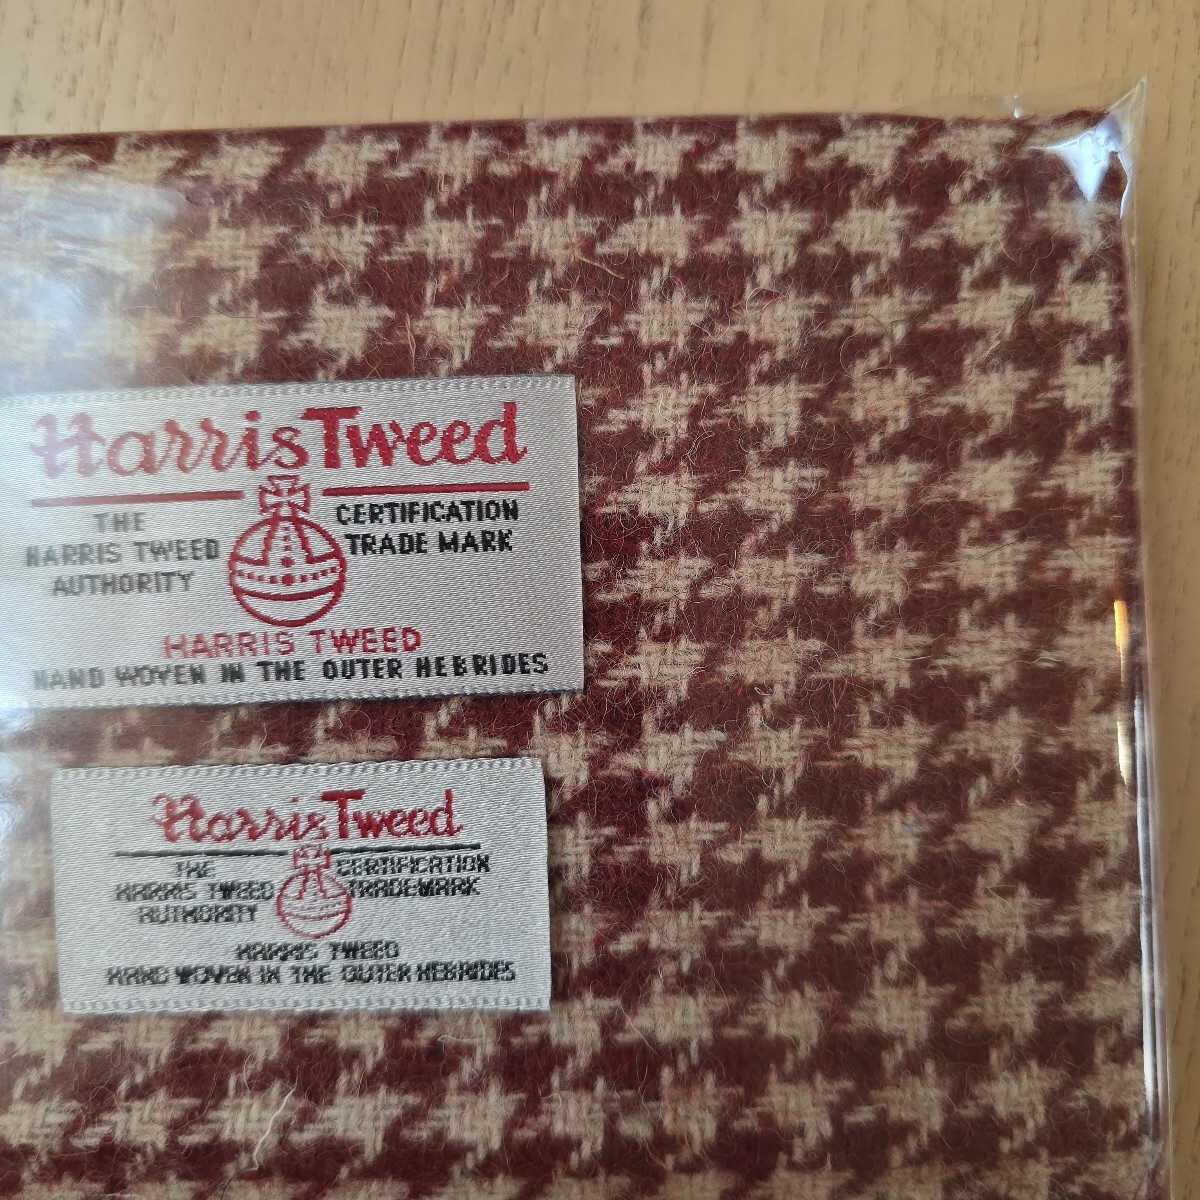 Harris Tweed
THE
HARRIS TWEED
AUTHORITY
CERTIFICATION
TRADE MARK
HARRIS TWEED
HAND WOVEN IN THE OUTER HEBRIDES
Harris Tweed
THE
HARRIS TWEED
AUTHORITY
CERTIFICATION
TRADEMARK
HARRIS TWEED
HAND WOVEN IN THE OUTER HEBRIDES